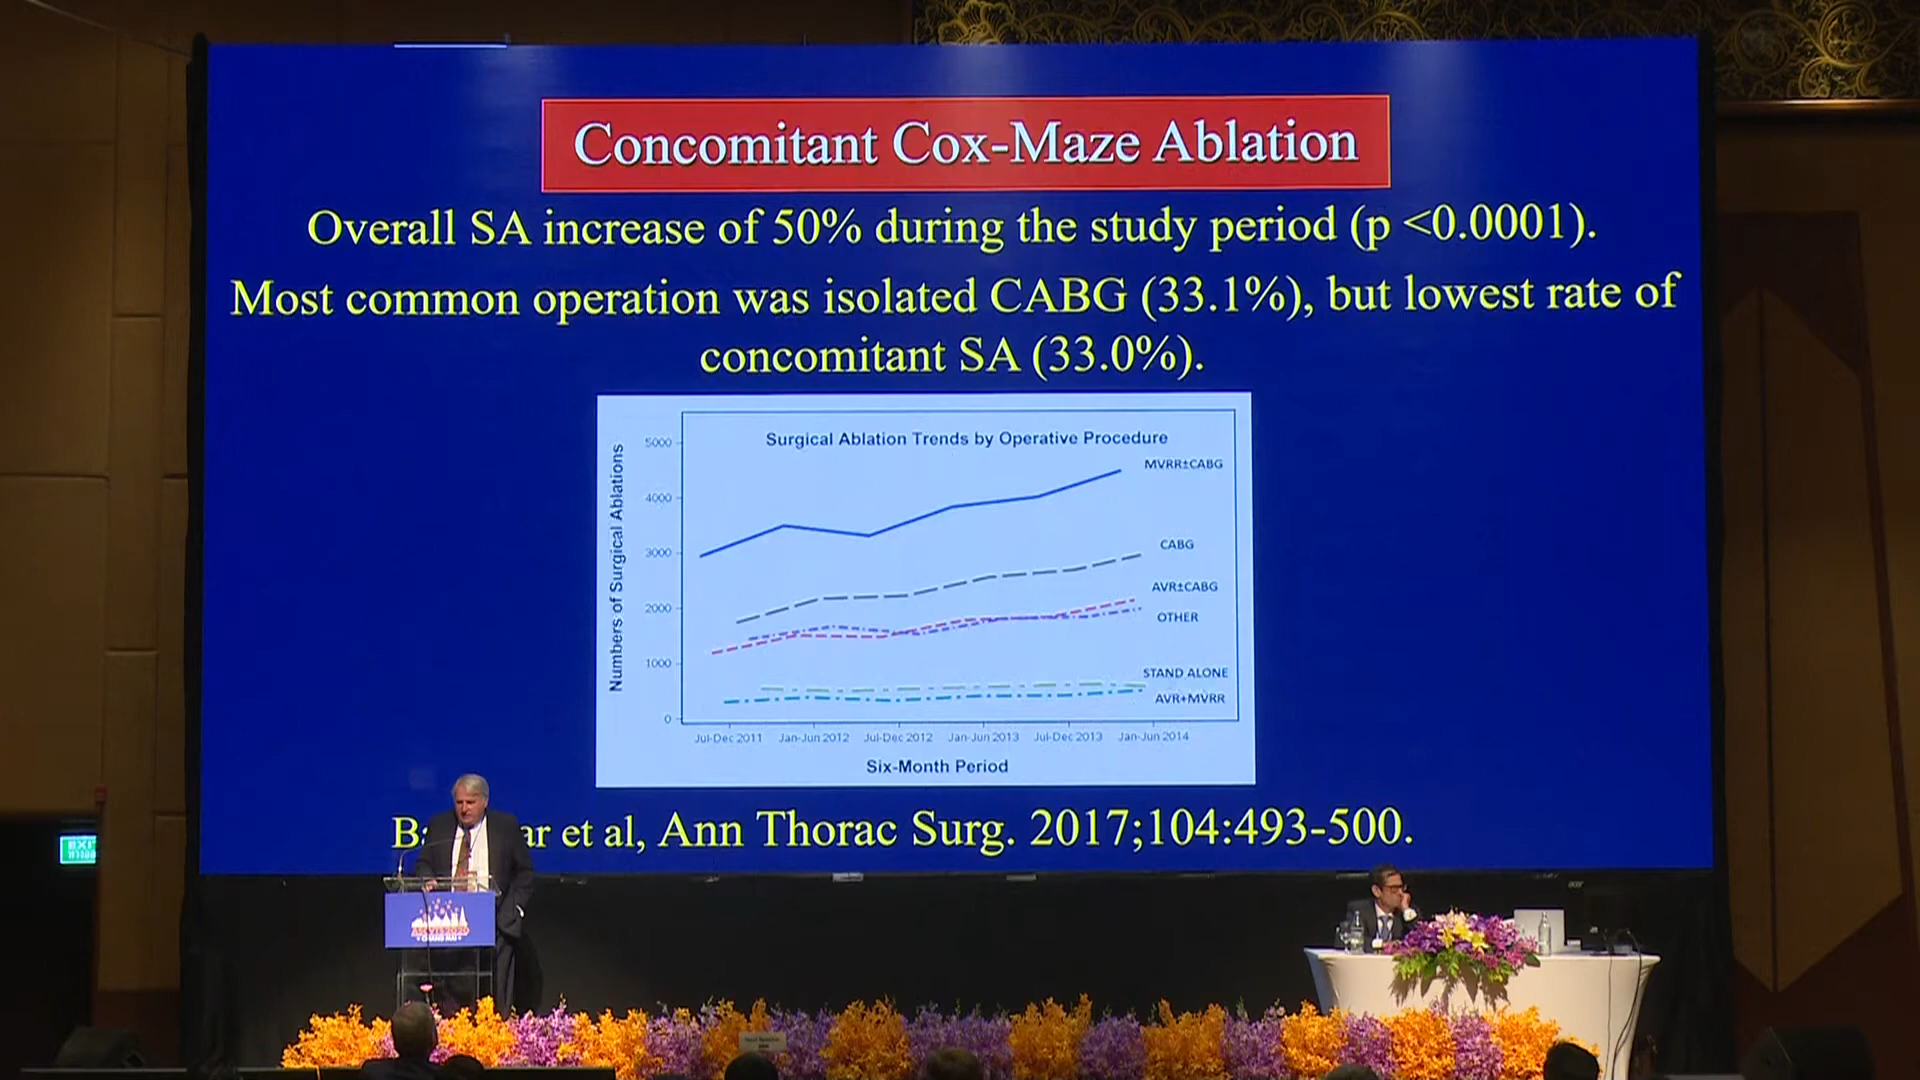 Concomitant Cox-Maze Ablation
Overall SA increase of 50% during the study period (p <0.0001).
Most common operation was isolated CABG (33.1%), but lowest rate of
concomitant SA (33.0%).
Surgical Ablation Trends by Operative Procedure
Numbers of Surgical Ablations
5000
4000
3000
2000
1000
0
MVRR±CABG
CABG
AVR±CABG
OTHER
STAND ALONE
AVR+MVRR
Jul-Dec 2011 Jan-Jun 2012 Jul-Dec 2012 Jan-Jun 2013 Jul-Dec 2013 Jan-Jun 2014
Six-Month Period
et al, Ann Thorac Surg. 2017;104:493-500.
ASCVTS2020
CHIANG MAI
acer